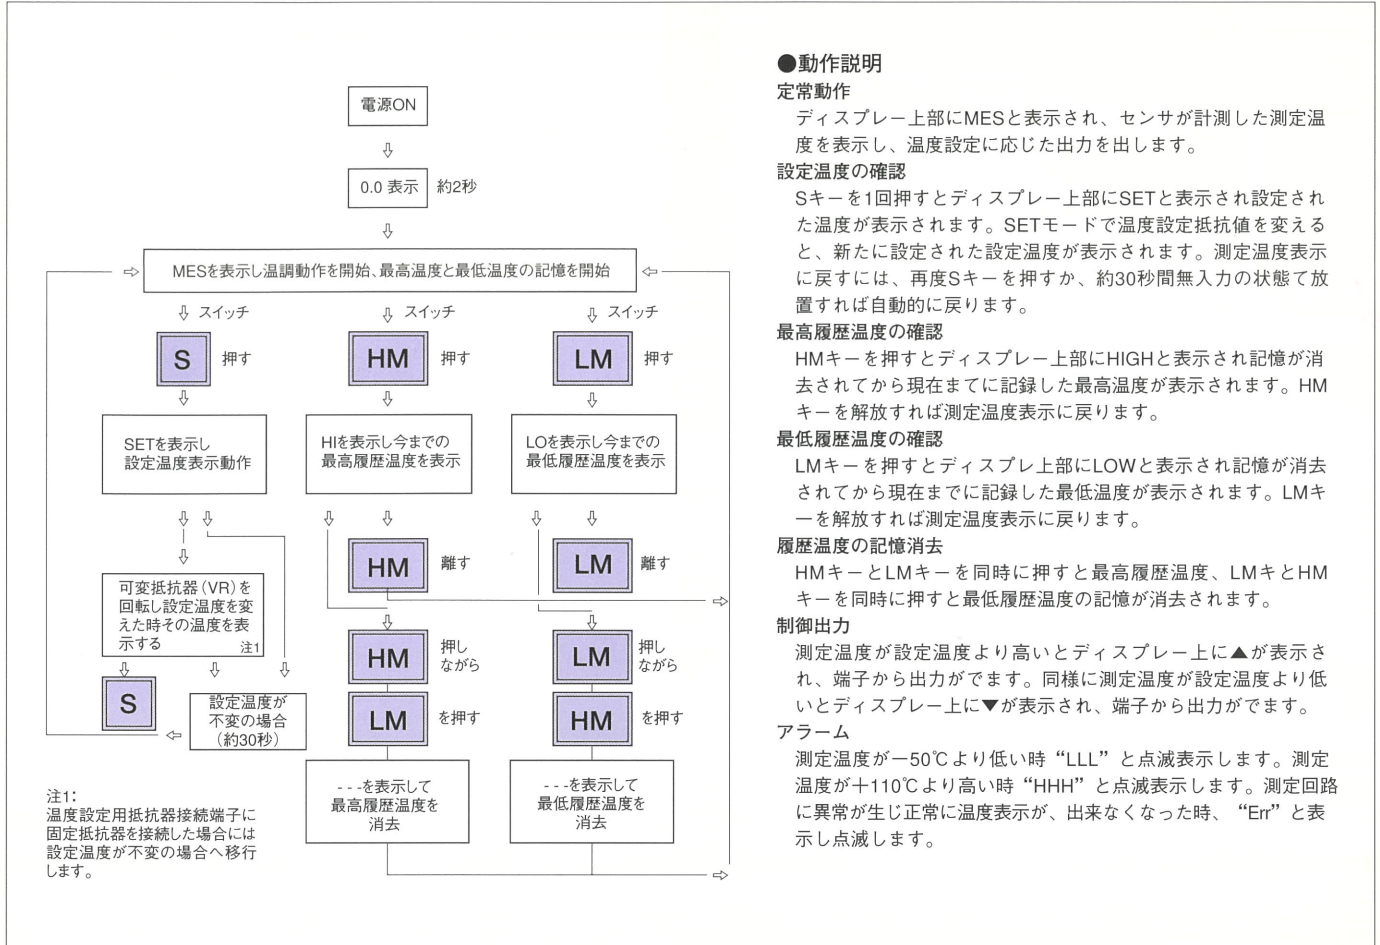 電源ON
0.0 表示 約2秒
MESを表示し温調動作を開始、最高温度と最低温度の記憶を開始
スイッチ
S 押す
SETを表示し
設定温度表示動作
可変抵抗器(VR)を
回転し設定温度を変
えた時その温度を表
示する 注1
S
設定温度が
不変の場合
(約30秒)
スイッチ
HM 押す
HIを表示し今までの
最高履歴温度を表示
HM 離す
HM 押し
ながら
LM を押す
- - -を表示して
最高履歴温度を
消去
スイッチ
LM 押す
LOを表示し今までの
最低履歴温度を表示
LM 離す
LM 押し
ながら
HM を押す
- - -を表示して
最低履歴温度を
消去
注1:
温度設定用抵抗器接続端子に
固定抵抗器を接続した場合には
設定温度が不変の場合へ移行
します。
●動作説明
定常動作
ディスプレー上部にMESと表示され、センサが計測した測定温
度を表示し、温度設定に応じた出力を出します。
設定温度の確認
Sキーを1回押すとディスプレー上部にSETと表示され設定され
た温度が表示されます。SETモードで温度設定抵抗値を変える
と、新たに設定された設定温度が表示されます。測定温度表示
に戻すには、再度Sキーを押すか、約30秒間無入力の状態て放
置すれば自動的に戻ります。
最高履歴温度の確認
HMキーを押すとディスプレー上部にHIGHと表示され記憶が消
去されてから現在まてに記録した最高温度が表示されます。HM
キーを解放すれば測定温度表示に戻ります。
最低履歴温度の確認
LMキーを押すとディスプレ上部にLOWと表示され記憶が消去
されてから現在までに記録した最低温度が表示されます。LMキ
ーを解放すれば測定温度表示に戻ります。
履歴温度の記憶消去
HMキーとLMキーを同時に押すと最高履歴温度、LMキとHM
キーを同時に押すと最低履歴温度の記憶が消去されます。
制御出力
測定温度が設定温度より高いとディスプレー上に▲が表示さ
れ、端子から出力がでます。同様に測定温度が設定温度より低
いとディスプレー上に▼が表示され、端子から出力がでます。
アラーム
測定温度が−50℃より低い時“LLL”と点滅表示します。測定
温度が＋110℃より高い時“HHH”と点滅表示します。測定回路
に異常が生じ正常に温度表示が、出来なくなった時、“Err”と表
示し点滅します。